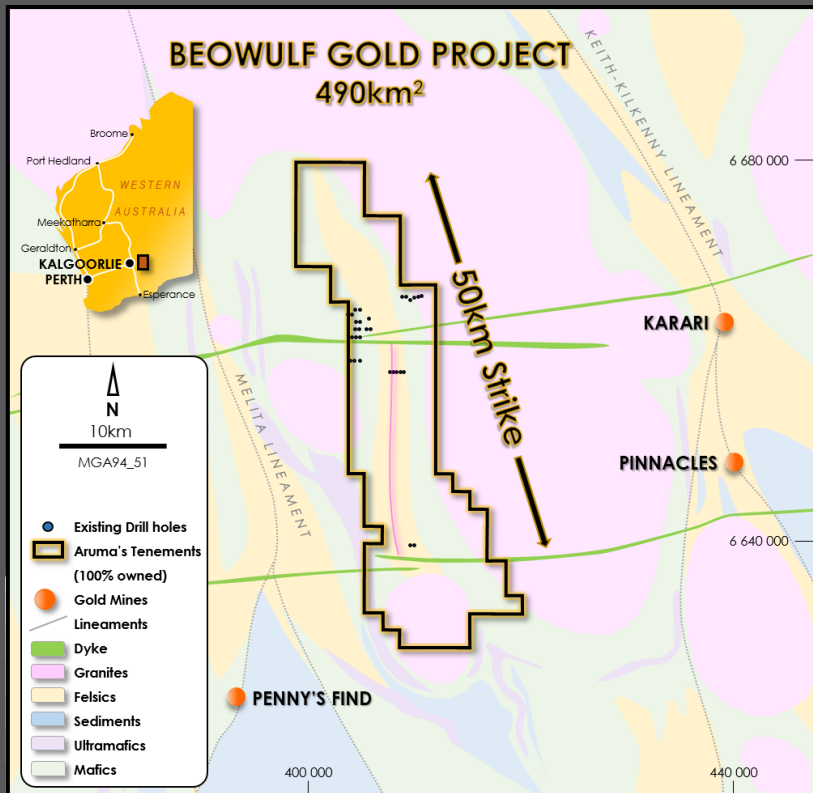 BEOWULF GOLD PROJECT
490km²
KEITH-KILKENNY LINEAMENT
6 680 000
Broome
Port Hedland
WESTERN
AUSTRALIA
Meekatharra
Geraldton
KALGOORLIE
PERTH
Esperance
50km Strike
KARARI
MELITA LINEAMENT
N
10km
MGA94_51
PINNACLES
6 640 000
Existing Drill holes
Aruma's Tenements
(100% owned)
Gold Mines
Lineaments
Dyke
Granites
Felsics
Sediments
Ultramafics
Mafics
PENNY'S FIND
400 000
440 000